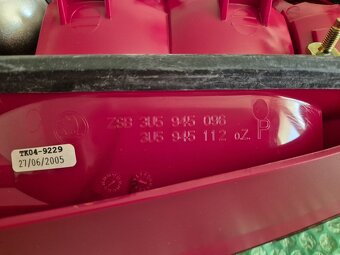 ZSB 3U5 945 096
3U5 945 112 oZ.
P
TK04-9229
27/06/2005